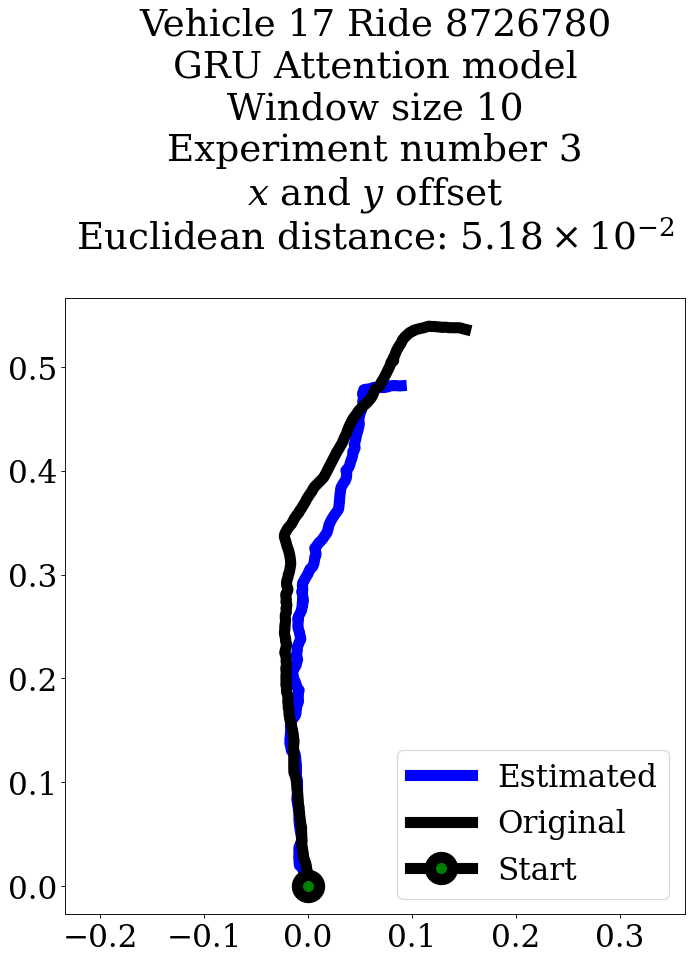 Vehicle 17 Ride 8726780
GRU Attention model
Window size 10
Experiment number 3
x and y offset
Euclidean distance: 5.18 × 10⁻²
0.5
0.4
0.3
0.2
0.1
0.0
Estimated
Original
Start
−0.2 −0.1 0.0 0.1 0.2 0.3